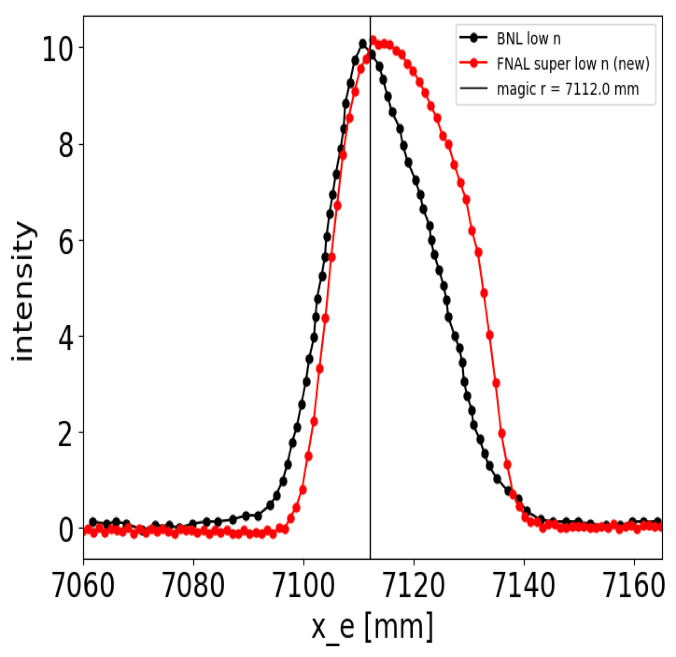 BNL low n
FNAL super low n (new)
magic r = 7112.0 mm
intensity
10
8
6
4
2
0
7060 7080 7100 7120 7140 7160
x_e [mm]